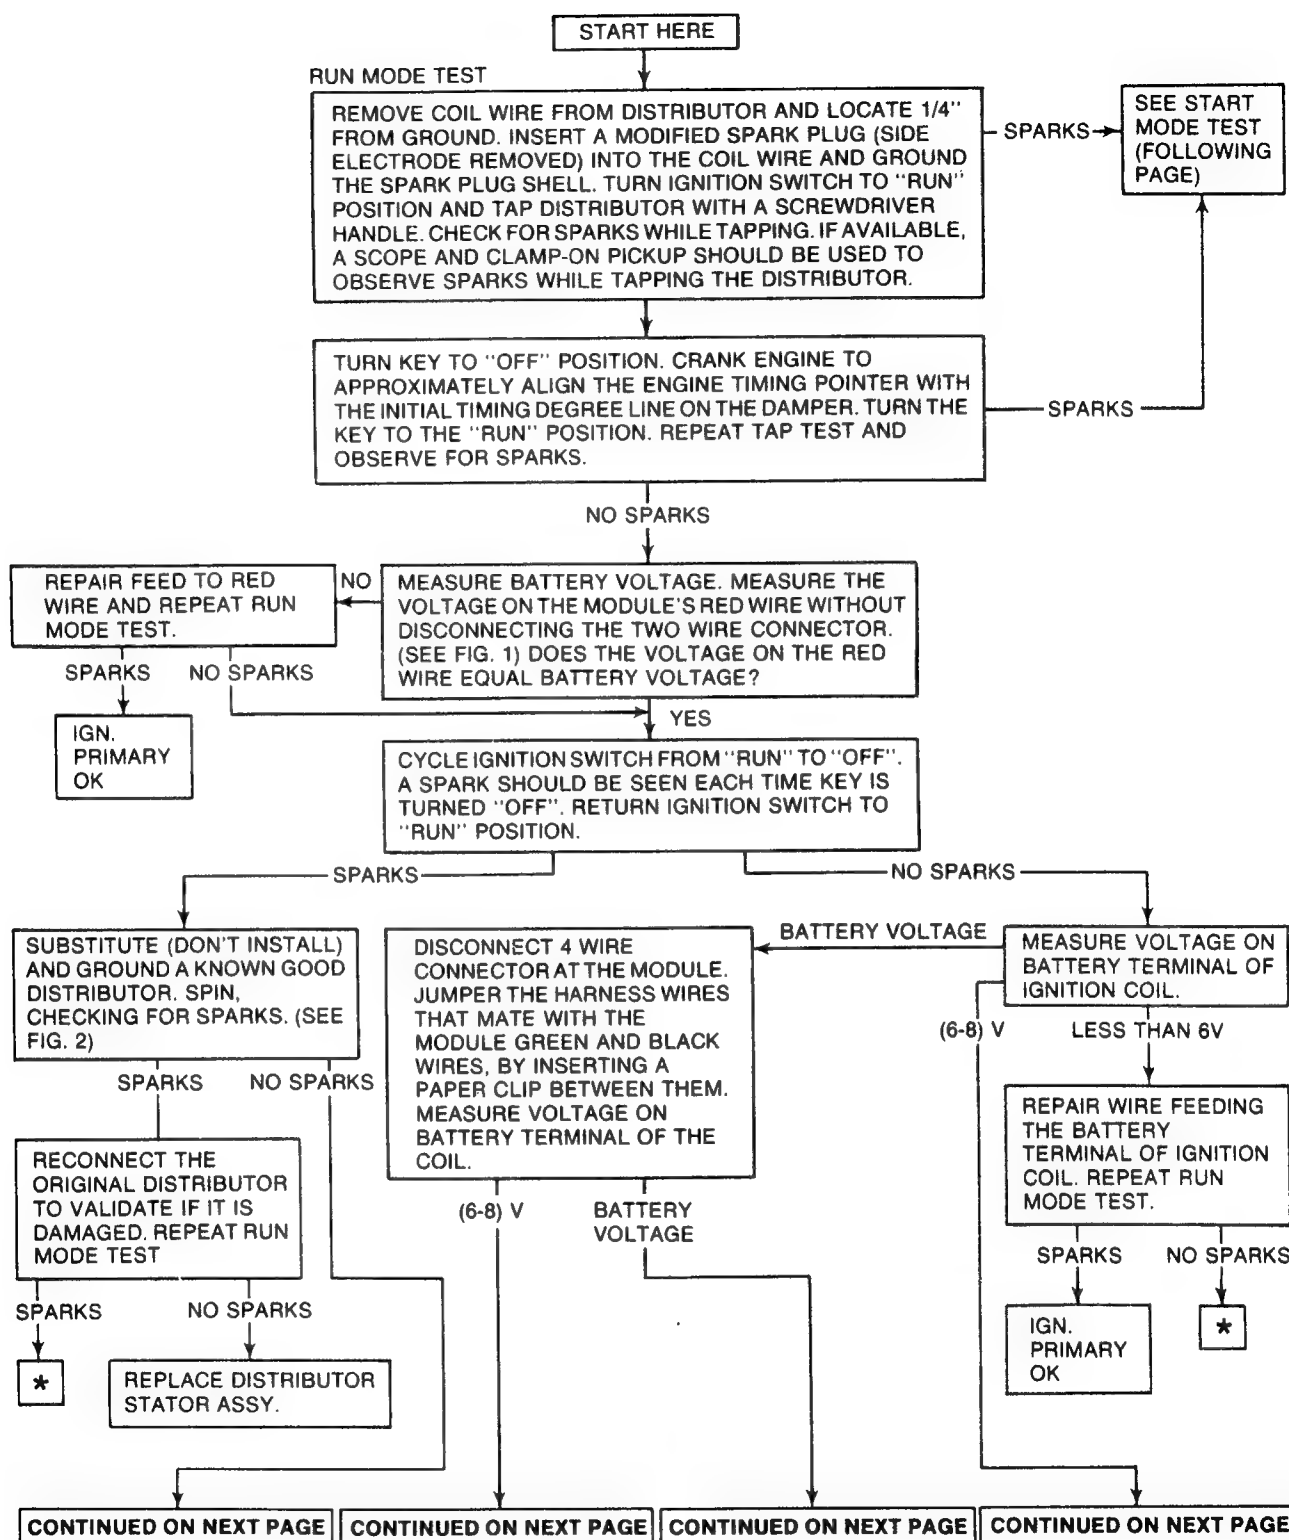 START HERE
RUN MODE TEST
REMOVE COIL WIRE FROM DISTRIBUTOR AND LOCATE 1/4"
FROM GROUND. INSERT A MODIFIED SPARK PLUG (SIDE
ELECTRODE REMOVED) INTO THE COIL WIRE AND GROUND
THE SPARK PLUG SHELL. TURN IGNITION SWITCH TO "RUN"
POSITION AND TAP DISTRIBUTOR WITH A SCREWDRIVER
HANDLE. CHECK FOR SPARKS WHILE TAPPING. IF AVAILABLE,
A SCOPE AND CLAMP-ON PICKUP SHOULD BE USED TO
OBSERVE SPARKS WHILE TAPPING THE DISTRIBUTOR.
SPARKS
SEE START
MODE TEST
(FOLLOWING
PAGE)
TURN KEY TO "OFF" POSITION. CRANK ENGINE TO
APPROXIMATELY ALIGN THE ENGINE TIMING POINTER WITH
THE INITIAL TIMING DEGREE LINE ON THE DAMPER. TURN THE
KEY TO THE "RUN" POSITION. REPEAT TAP TEST AND
OBSERVE FOR SPARKS.
SPARKS
NO SPARKS
MEASURE BATTERY VOLTAGE. MEASURE THE
VOLTAGE ON THE MODULE'S RED WIRE WITHOUT
DISCONNECTING THE TWO WIRE CONNECTOR.
(SEE FIG. 1) DOES THE VOLTAGE ON THE RED
WIRE EQUAL BATTERY VOLTAGE?
NO
REPAIR FEED TO RED
WIRE AND REPEAT RUN
MODE TEST.
SPARKS
NO SPARKS
IGN.
PRIMARY
OK
YES
CYCLE IGNITION SWITCH FROM "RUN" TO "OFF".
A SPARK SHOULD BE SEEN EACH TIME KEY IS
TURNED "OFF". RETURN IGNITION SWITCH TO
"RUN" POSITION.
SPARKS
NO SPARKS
SUBSTITUTE (DON'T INSTALL)
AND GROUND A KNOWN GOOD
DISTRIBUTOR. SPIN,
CHECKING FOR SPARKS. (SEE
FIG. 2)
SPARKS
NO SPARKS
RECONNECT THE
ORIGINAL DISTRIBUTOR
TO VALIDATE IF IT IS
DAMAGED. REPEAT RUN
MODE TEST
SPARKS
NO SPARKS
*
REPLACE DISTRIBUTOR
STATOR ASSY.
DISCONNECT 4 WIRE
CONNECTOR AT THE MODULE.
JUMPER THE HARNESS WIRES
THAT MATE WITH THE
MODULE GREEN AND BLACK
WIRES, BY INSERTING A
PAPER CLIP BETWEEN THEM.
MEASURE VOLTAGE ON
BATTERY TERMINAL OF THE
COIL.
(6-8) V
BATTERY
VOLTAGE
BATTERY VOLTAGE
MEASURE VOLTAGE ON
BATTERY TERMINAL OF
IGNITION COIL.
(6-8) V
LESS THAN 6V
REPAIR WIRE FEEDING
THE BATTERY
TERMINAL OF IGNITION
COIL. REPEAT RUN
MODE TEST.
SPARKS
NO SPARKS
IGN.
PRIMARY
OK
*
CONTINUED ON NEXT PAGE
CONTINUED ON NEXT PAGE
CONTINUED ON NEXT PAGE
CONTINUED ON NEXT PAGE